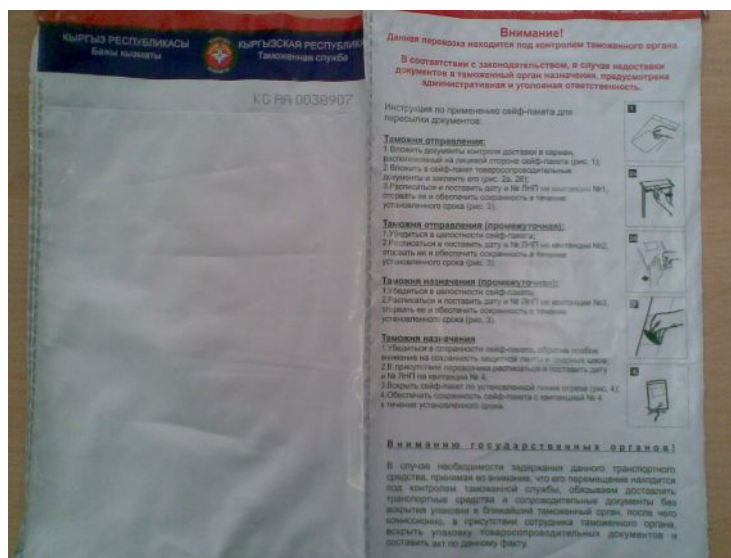 КЫРГЫЗ РЕСПУБЛИКАСЫ
Бажы кызматы
КЫРГЫЗСКАЯ РЕСПУБЛИК
Таможенная служба
KG AA 0038907
Внимание!
Данная перевозка находится под контролем таможенного органа
В соответствии с законодательством, в случае недоставки
документов в таможенный орган назначения, предусмотрена
административная и уголовная ответственность.
Инструкция по применению сейф-пакета для
пересылки документов:
Таможня отправления:
1.Вложить документы контроля доставки в карман,
расположенный на лицевой стороне сейф-пакета (рис. 1);
2.Вложить в сейф-пакет товаросопроводительные
документы и заклеить его (рис. 2а, 2В);
3.Расписаться и поставить дату и № ЛНП на квитанции №1,
оторвать ее и обеспечить сохранность в течение
установленного срока (рис. 3).
Таможня отправления (промежуточная):
1.Убедиться в целостности сейф-пакета;
2.Расписаться и поставить дату и № ЛНП на квитанции №2,
оторвать ее и обеспечить сохранность в течение
установленного срока (рис. 3).
Таможня назначения (промежуточная):
1.Убедиться в целостности сейф-пакета;
2.Расписаться и поставить дату и № ЛНП на квитанции №3,
оторвать ее и обеспечить сохранность в течение
установленного срока (рис. 3)
Таможня назначения
1.Убедиться в сохранности сейф-пакета, обратив особое
внимание на сохранность защитной ленты и сварных швов;
2.В присутствии перевозчика расписаться и поставить дату
и № ЛНП на квитанции № 4;
3.Вскрыть сейф-пакет по установленной линии отреза (рис. 4);
4.Обеспечить сохранность сейф-пакета с квитанцией № 4
в течение установленного срока.
Вниманию государственных органов!
В случае необходимости задержания данного транспортного
средства, принимая во внимание, что его перемещение находится
под контролем таможенной службы, обязываем доставлять
транспортные средства и сопроводительные документы без
вскрытия упаковки в ближайший таможенный орган, после чего
комиссионно, в присутствии сотрудника таможенного органа,
вскрыть упаковку товаросопроводительных документов и
составить акт по данному факту.